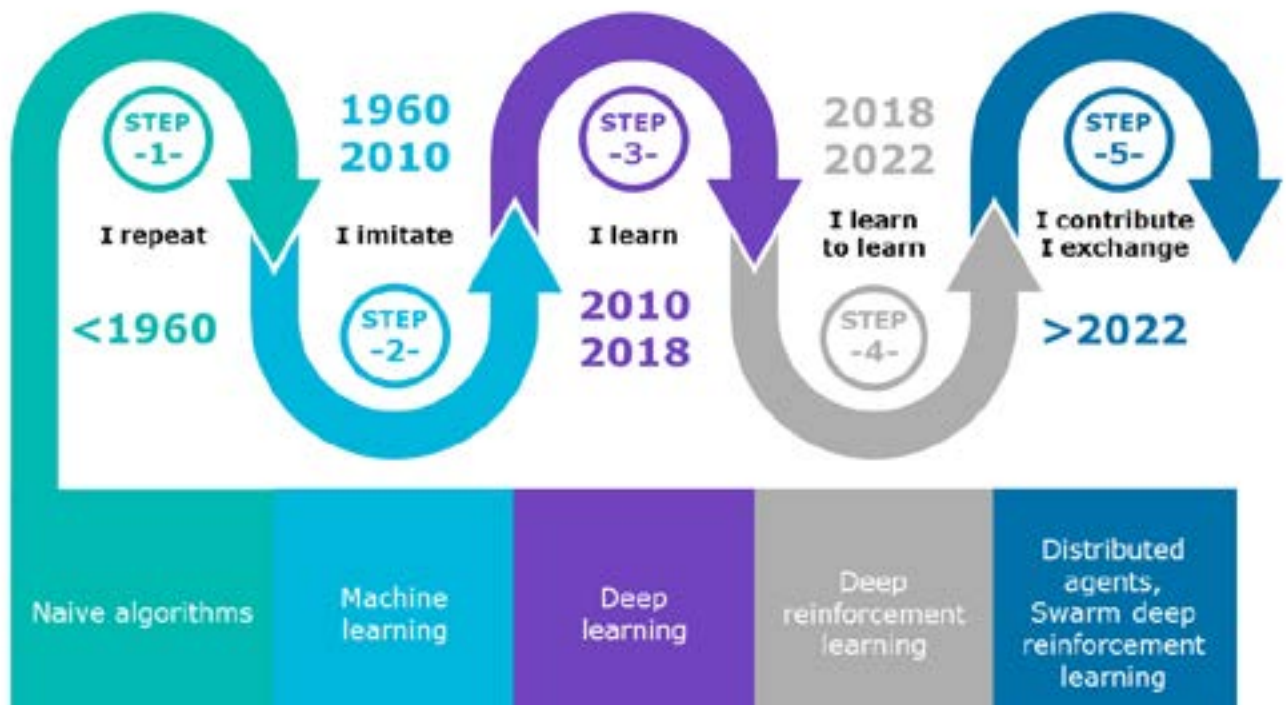 STEP
-1-
I repeat
<1960
1960
2010
I imitate
STEP
-2-
STEP
-3-
I learn
2010
2018
2018
2022
I learn
to learn
STEP
-4-
STEP
-5-
I contribute
I exchange
>2022
Naive algorithms
Machine
learning
Deep
learning
Deep
reinforcement
learning
Distributed
agents,
Swarm deep
reinforcement
learning